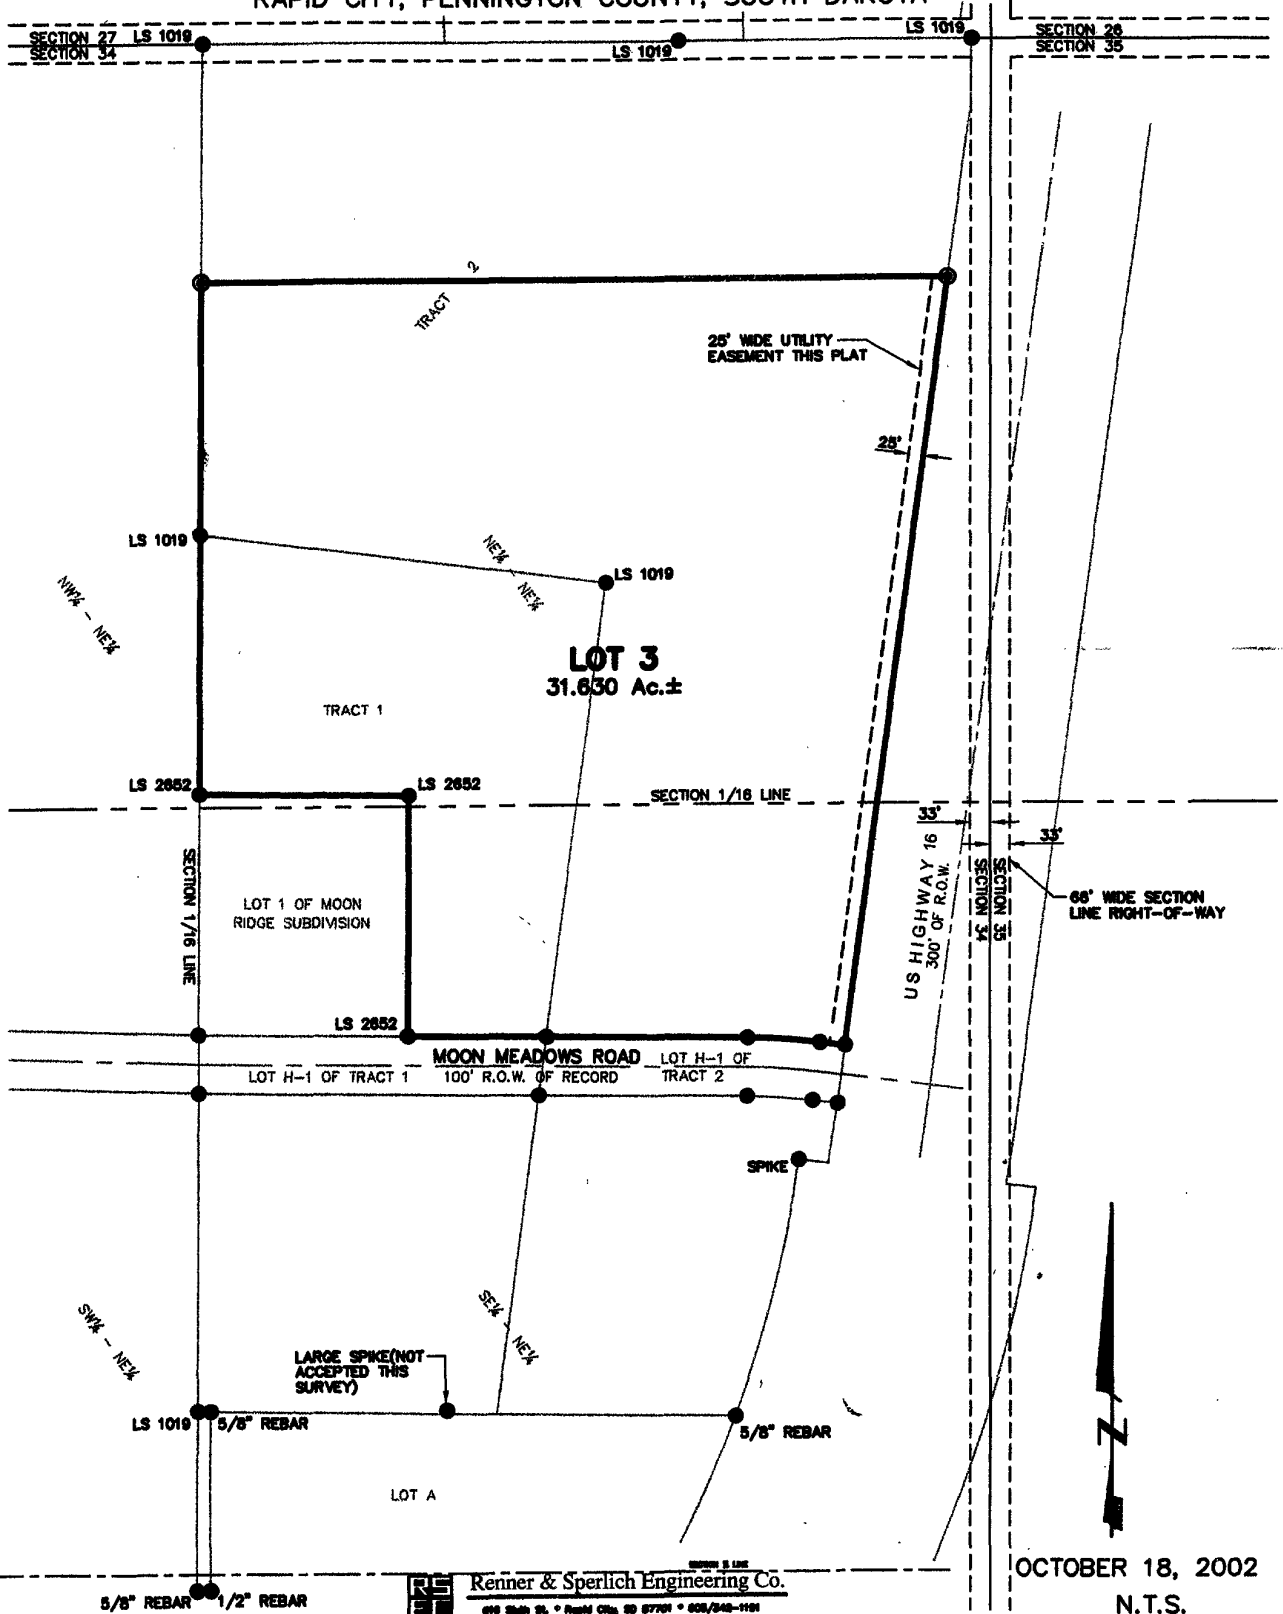 RAPID CITY, PENNINGTON COUNTY, SOUTH DAKOTA
SECTION 27
SECTION 34
LS 1019
LS 1019
LS 1019
SECTION 26
SECTION 35
TRACT 2
25' WIDE UTILITY
EASEMENT THIS PLAT
25'
LS 1019
NE¼ - NE¼
LS 1019
NW¼ - NE¼
LOT 3
31.630 Ac.±
TRACT 1
LS 2652
LS 2652
SECTION 1/16 LINE
33'
33'
SECTION 1/16 LINE
LOT 1 OF MOON
RIDGE SUBDIVISION
US HIGHWAY 16
300' OF R.O.W.
SECTION 34
SECTION 35
66' WIDE SECTION
LINE RIGHT-OF-WAY
LS 2652
MOON MEADOWS ROAD
LOT H-1 OF
TRACT 2
LOT H-1 OF TRACT 1
100' R.O.W. OF RECORD
SPIKE
SW¼ - NE¼
SE¼ - NE¼
LARGE SPIKE(NOT
ACCEPTED THIS
SURVEY)
LS 1019
5/8" REBAR
5/8" REBAR
LOT A
N
OCTOBER 18, 2002
N.T.S.
5/8" REBAR
1/2" REBAR
Renner & Sperlich Engineering Co.